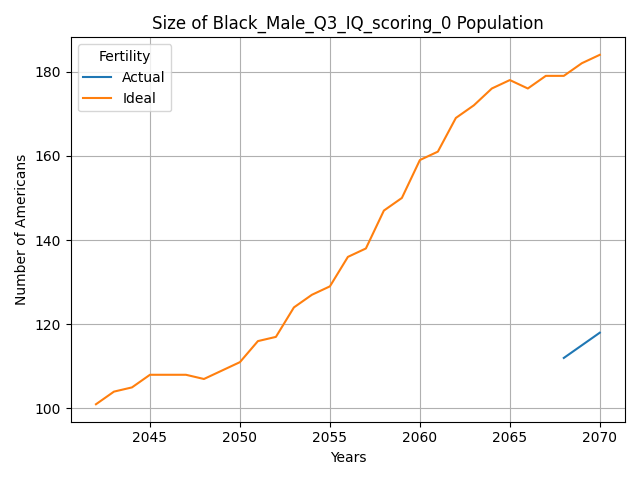 Size of Black_Male_Q3_IQ_scoring_0 Population
Fertility
Actual
Ideal
Number of Americans
180
160
140
120
100
2045 2050 2055 2060 2065 2070
Years